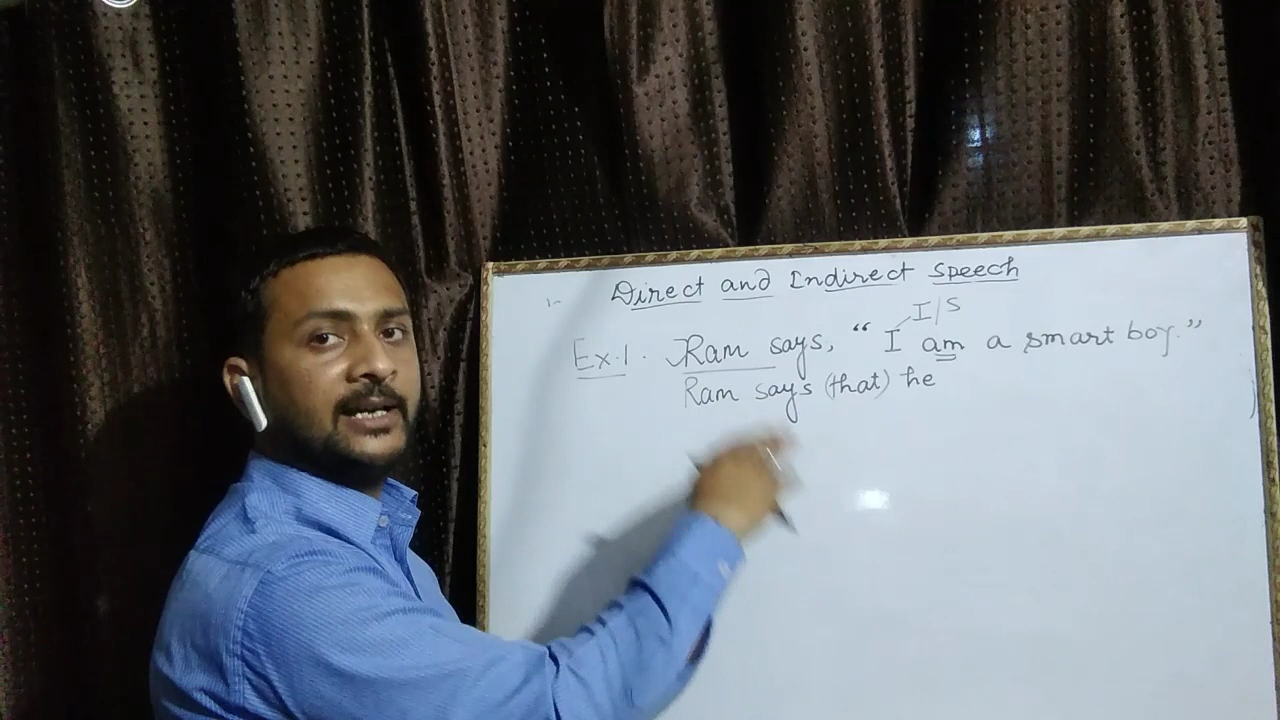 Direct and Indirect Speech
I/S
Ex.1. Ram says, “I am a smart boy.”
Ram says (that) he